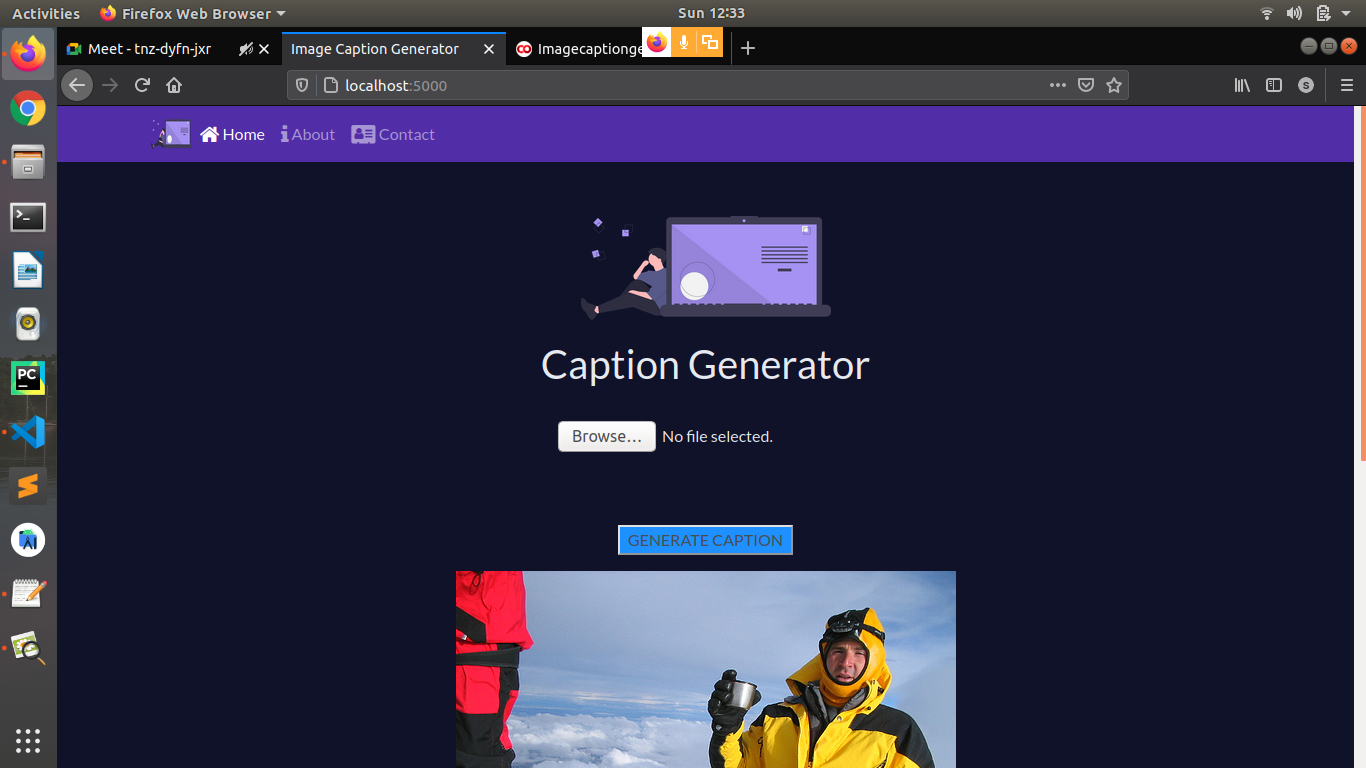 Activities Firefox Web Browser Sun 12:33
Meet - tnz-dyfn-jxr Image Caption Generator Imagecaptionge
localhost:5000 S
Home About Contact
Caption Generator
Browse... No file selected.
PC
GENERATE CAPTION